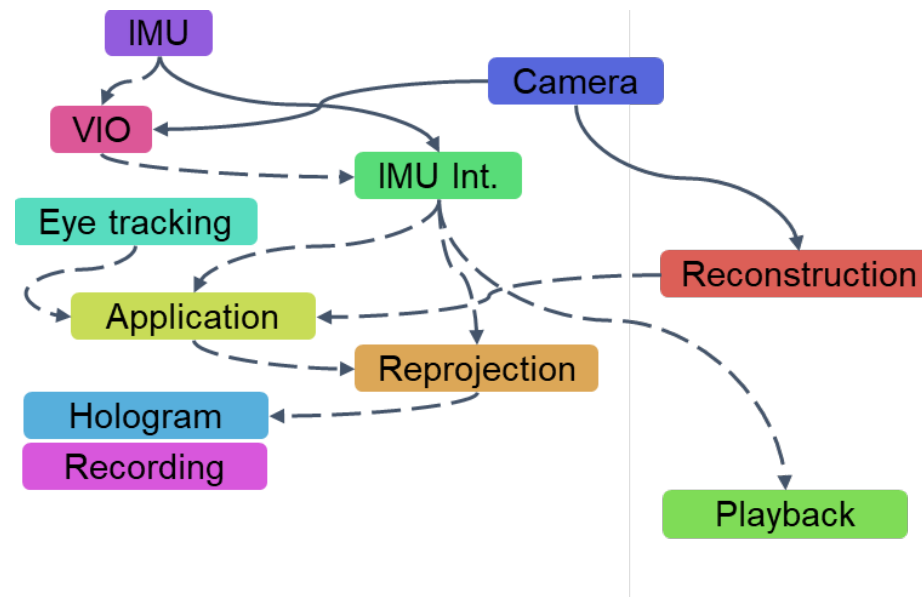 IMU
Camera
VIO
IMU Int.
Eye tracking
Reconstruction
Application
Reprojection
Hologram
Recording
Playback